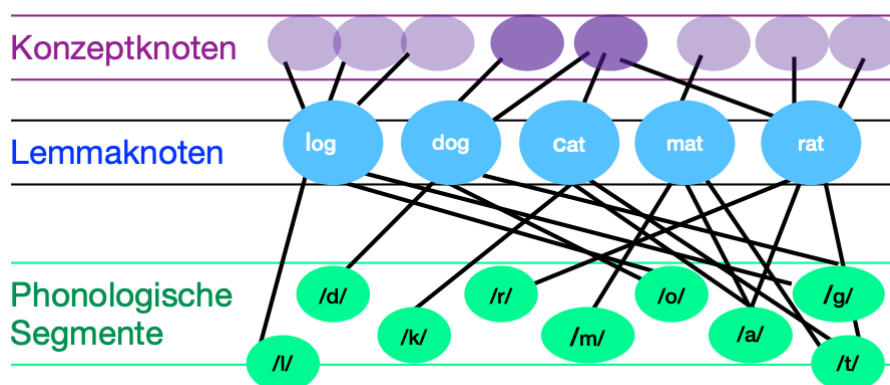 Konzeptknoten
Lemmaknoten
log
dog
cat
mat
rat
Phonologische
Segmente
/d/
/r/
/o/
/g/
/k/
/m/
/a/
/l/
/t/